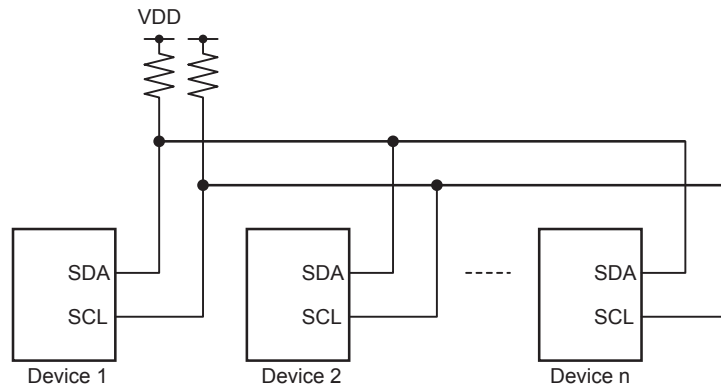 VDD
SDA
SCL
Device 1
SDA
SCL
Device 2
SDA
SCL
Device n